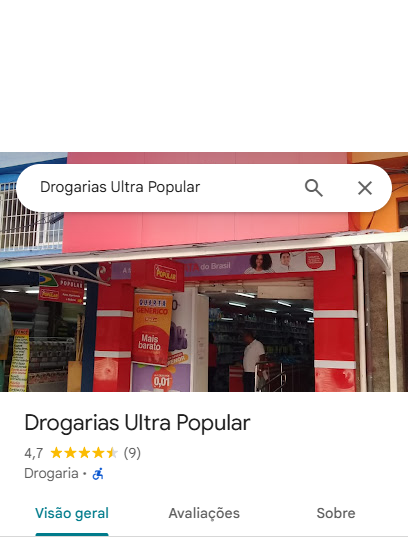 Drogarias Ultra Popular
POPULAR
POPULAR
do Brasil
QUARTA
GENÉRICO
Mais
barato
0,01
Drogarias Ultra Popular
4,7 (9)
Drogaria ·
Visão geral
Avaliações
Sobre